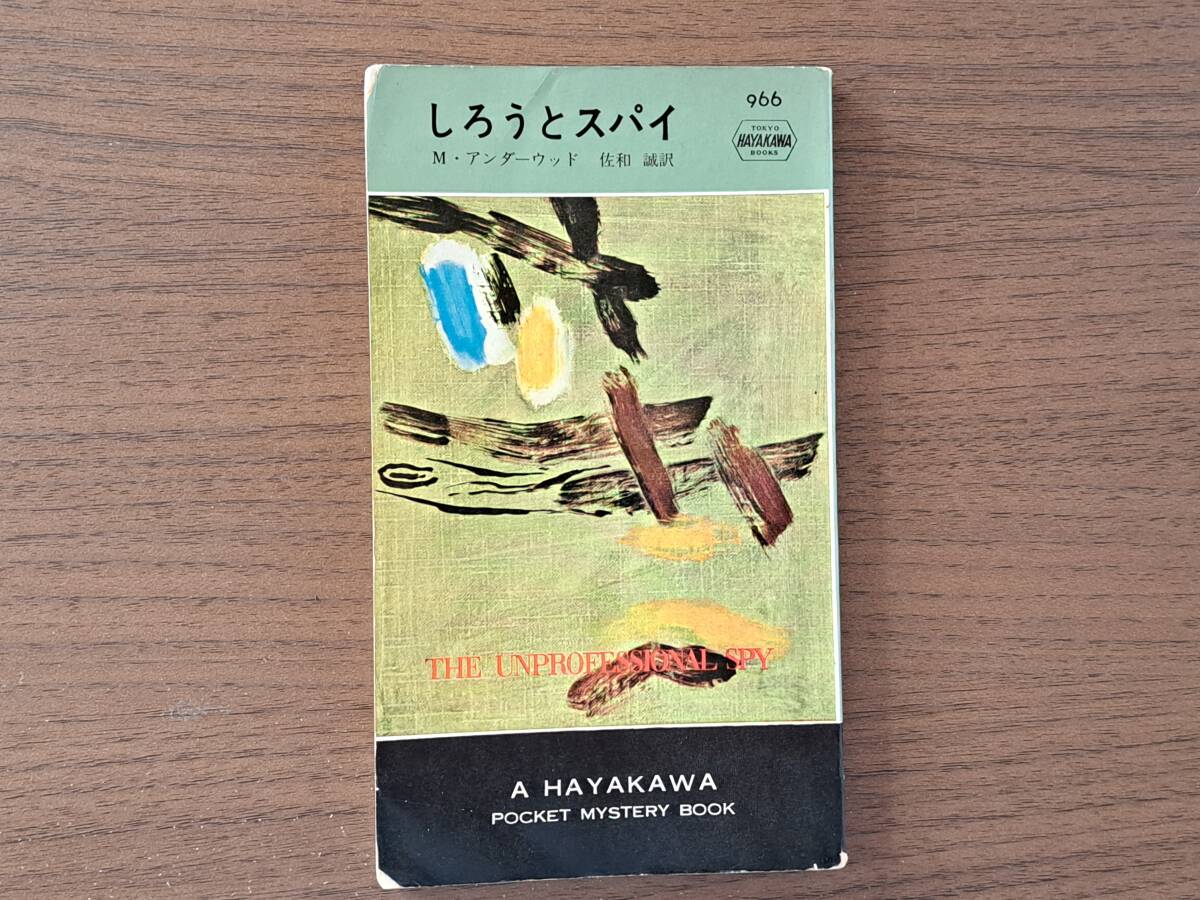 しろうとスパイ
M・アンダーウッド 佐和 誠訳
966
TOKYO
HAYAKAWA
BOOKS
THE UNPROFESSIONAL SPY
A HAYAKAWA
POCKET MYSTERY BOOK